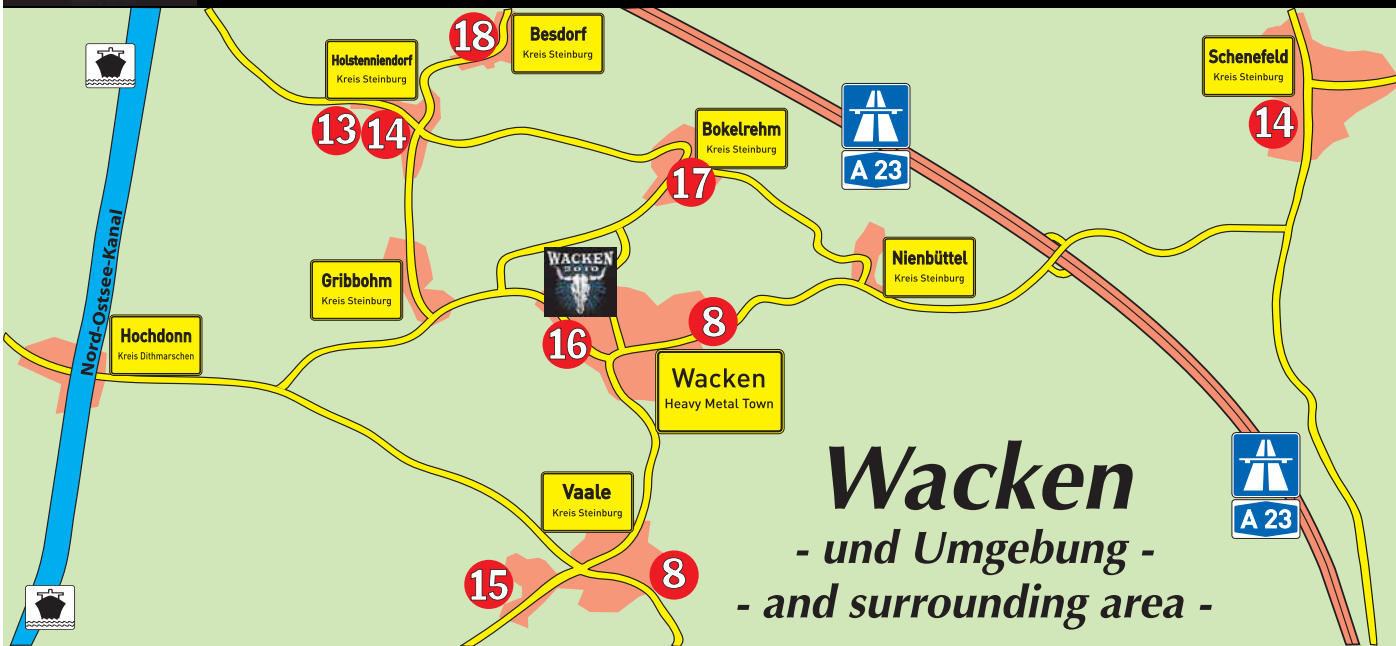 18
Besdorf
Kreis Steinburg
Holstenniendorf
Kreis Steinburg
Schenefeld
Kreis Steinburg
13
14
14
Bokelrehm
Kreis Steinburg
A 23
17
Nord-Ostsee-Kanal
Gribbohm
Kreis Steinburg
WACKEN
2010
Nienbüttel
Kreis Steinburg
Hochdonn
Kreis Dithmarschen
8
16
Wacken
Heavy Metal Town
Vaale
Kreis Steinburg
A 23
15
8
Wacken
- und Umgebung -
- and surrounding area -